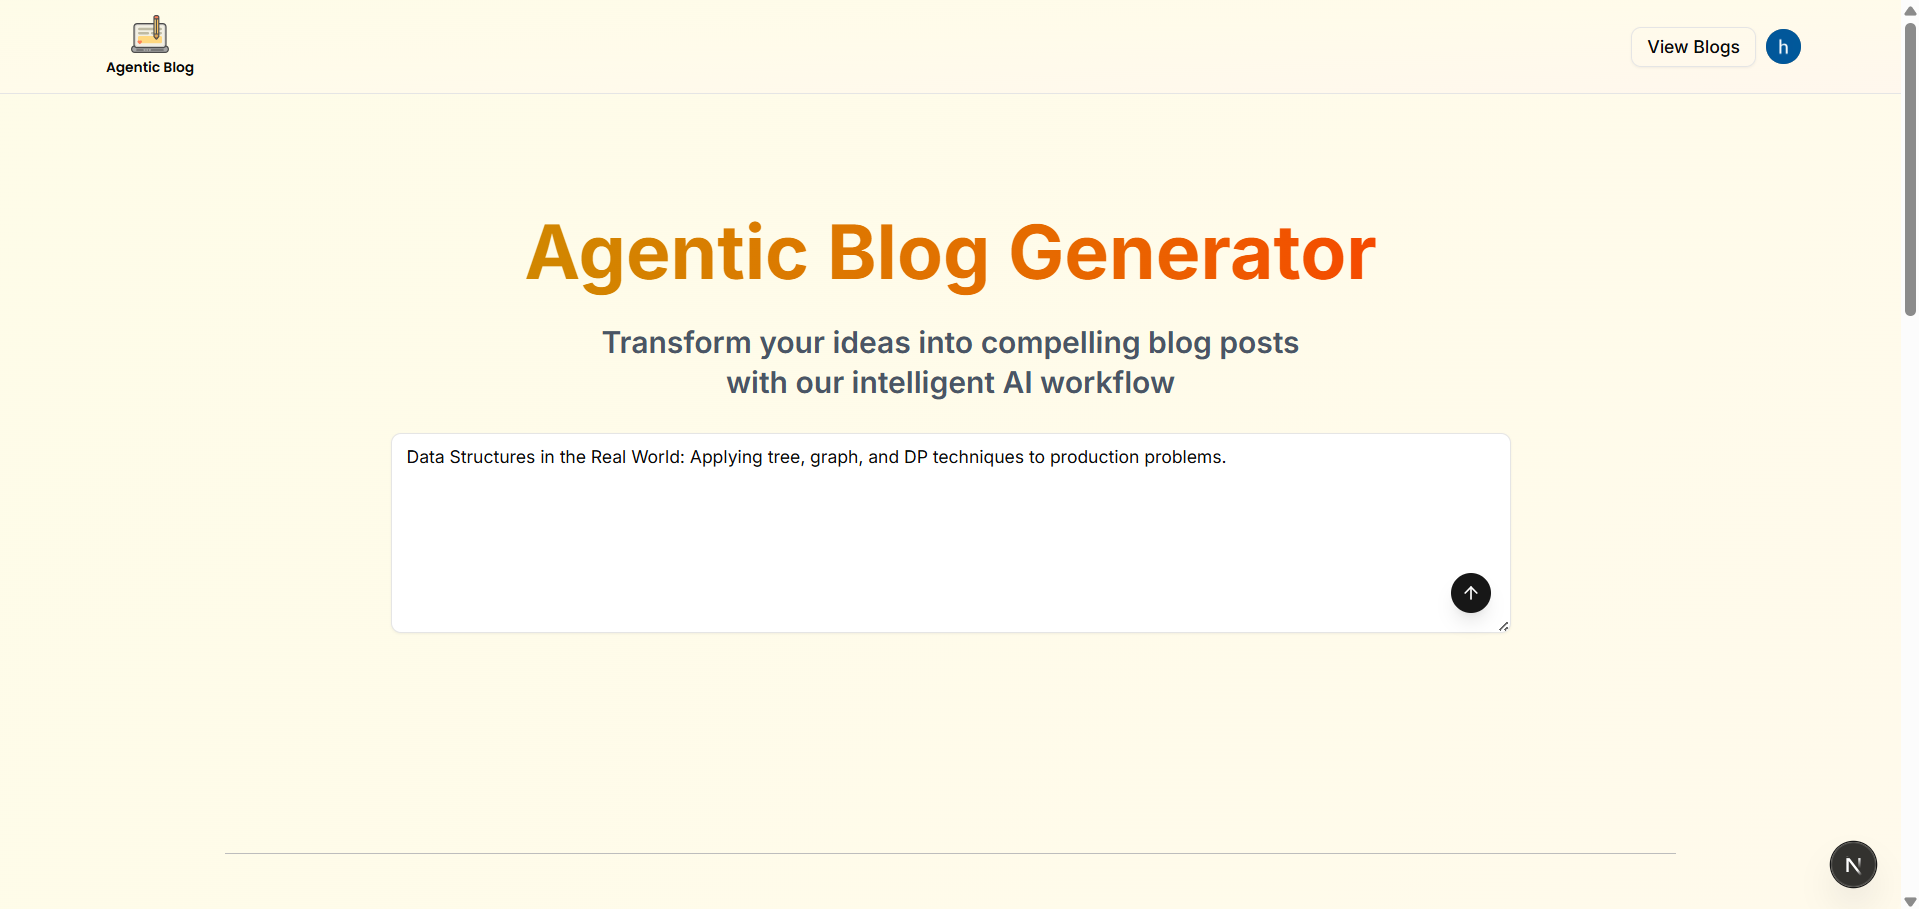 Agentic Blog
View Blogs
h
Agentic Blog Generator
Transform your ideas into compelling blog posts
with our intelligent AI workflow
Data Structures in the Real World: Applying tree, graph, and DP techniques to production problems.
N